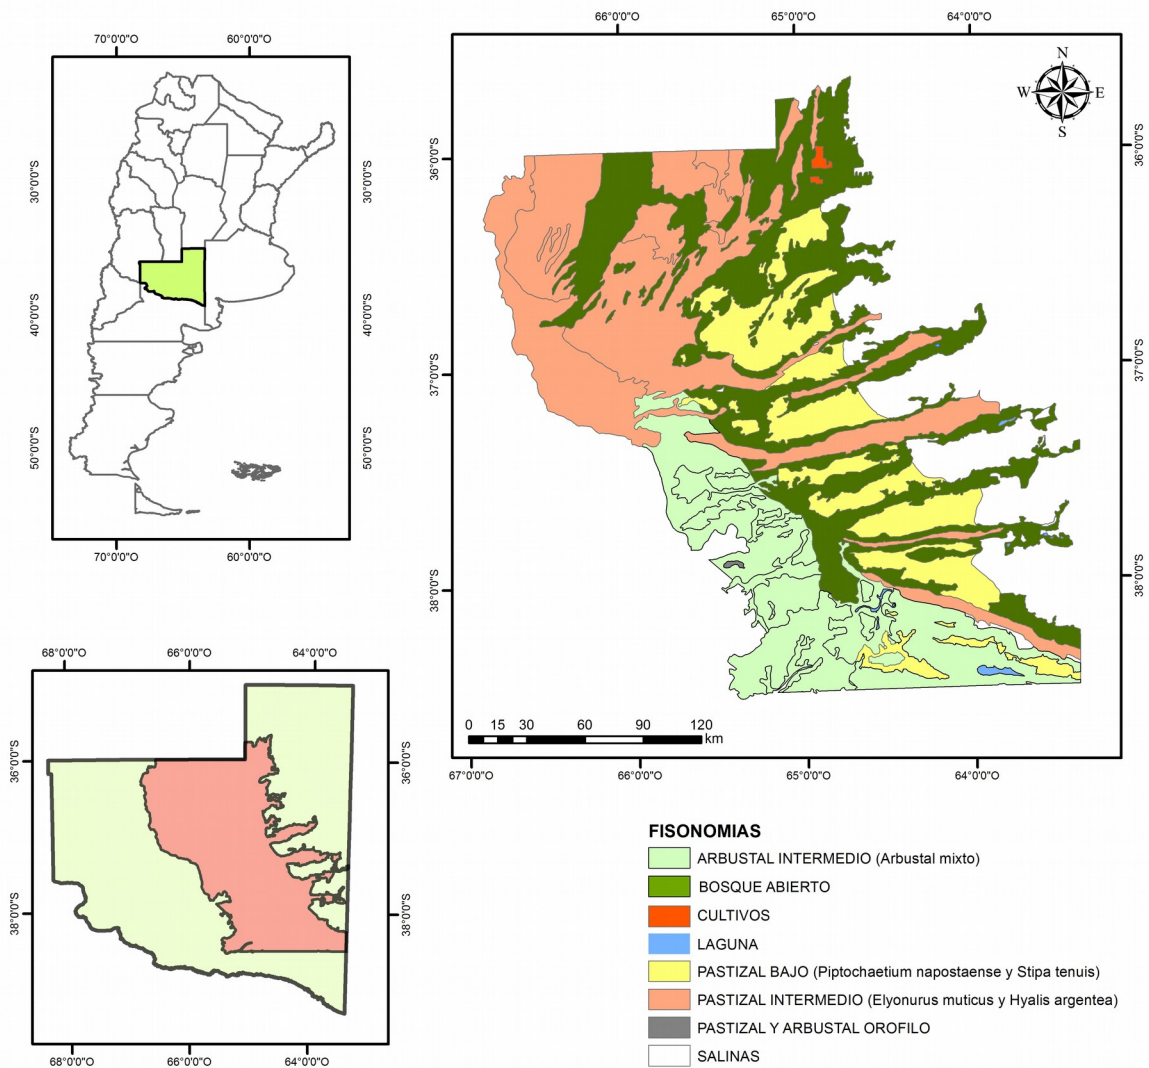 70°0'0"O 60°0'0"O
30°0'0"S 30°0'0"S
40°0'0"S 40°0'0"S
50°0'0"S 50°0'0"S
70°0'0"O 60°0'0"O
66°0'0"O 65°0'0"O 64°0'0"O
N
W E
S
36°0'0"S 36°0'0"S
37°0'0"S 37°0'0"S
38°0'0"S 38°0'0"S
0 15 30 60 90 120
km
67°0'0"O 66°0'0"O 65°0'0"O 64°0'0"O
68°0'0"O 66°0'0"O 64°0'0"O
36°0'0"S 36°0'0"S
38°0'0"S 38°0'0"S
68°0'0"O 66°0'0"O 64°0'0"O
FISONOMIAS
ARBUSTAL INTERMEDIO (Arbustal mixto)
BOSQUE ABIERTO
CULTIVOS
LAGUNA
PASTIZAL BAJO (Piptochaetium napostaense y Stipa tenuis)
PASTIZAL INTERMEDIO (Elyonurus muticus y Hyalis argentea)
PASTIZAL Y ARBUSTAL OROFILO
SALINAS